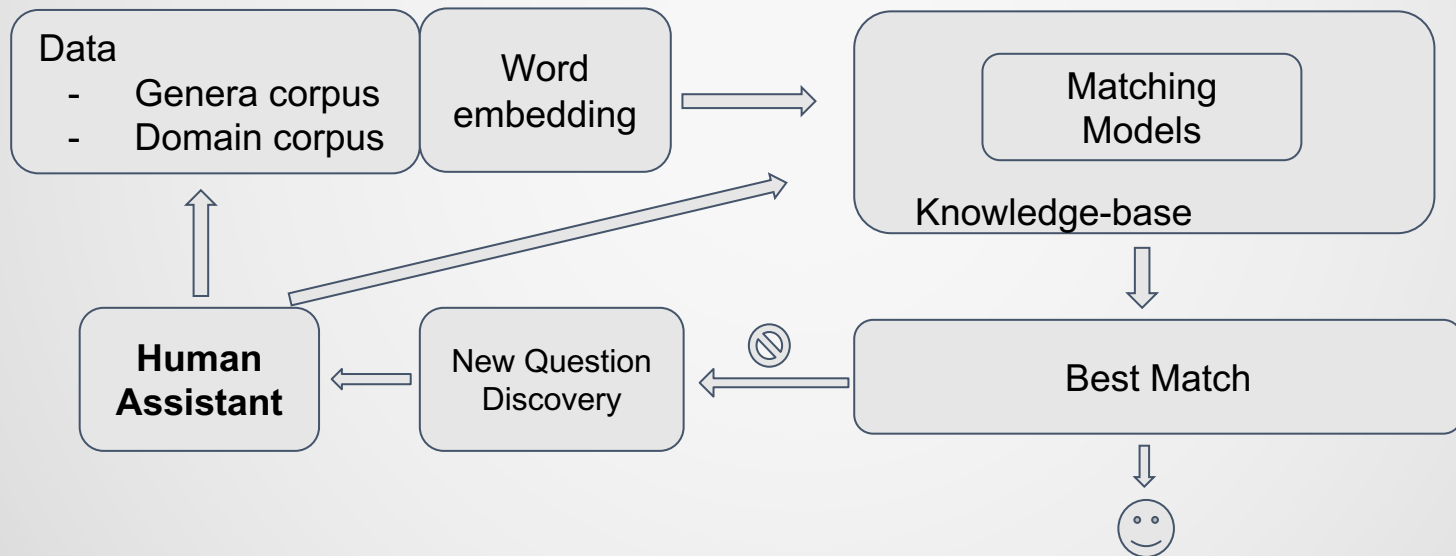 Data
- Genera corpus
- Domain corpus
Word
embedding
Matching
Models
Knowledge-base
Human
Assistant
New Question
Discovery
Best Match